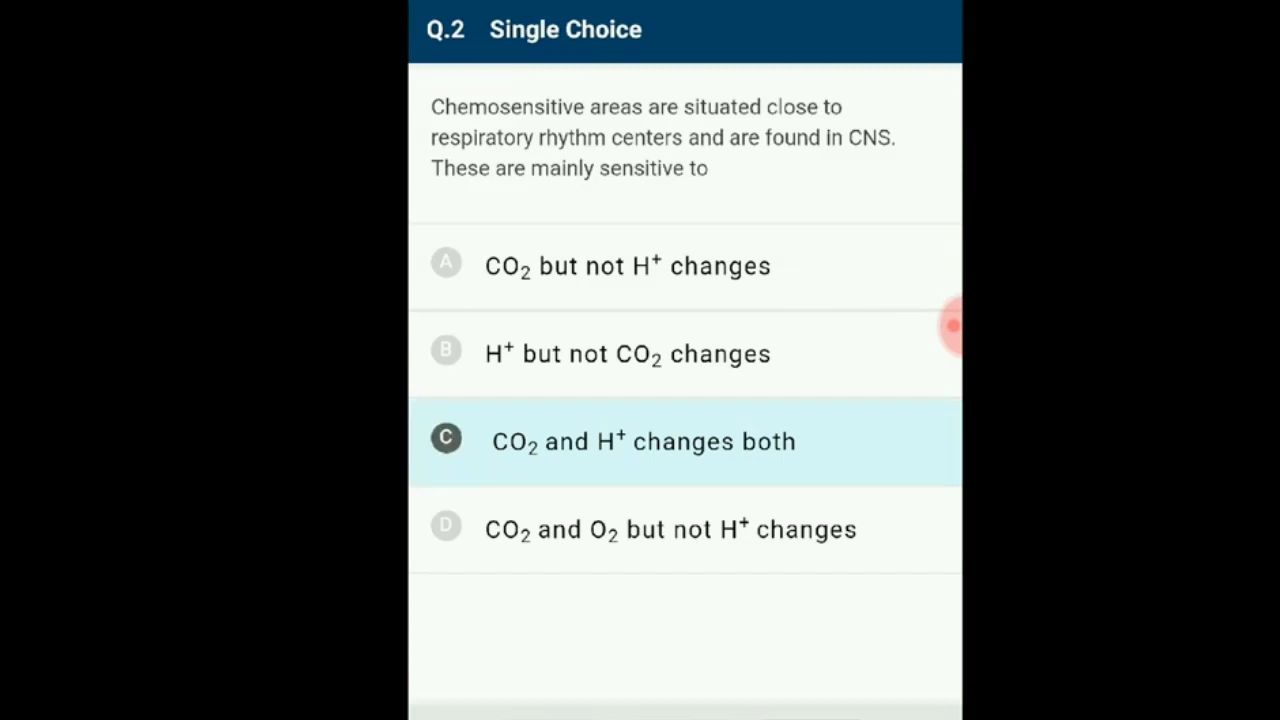 Q.2 Single Choice
Chemosensitive areas are situated close to
respiratory rhythm centers and are found in CNS.
These are mainly sensitive to
A CO₂ but not H⁺ changes
B H⁺ but not CO₂ changes
C CO₂ and H⁺ changes both
D CO₂ and O₂ but not H⁺ changes